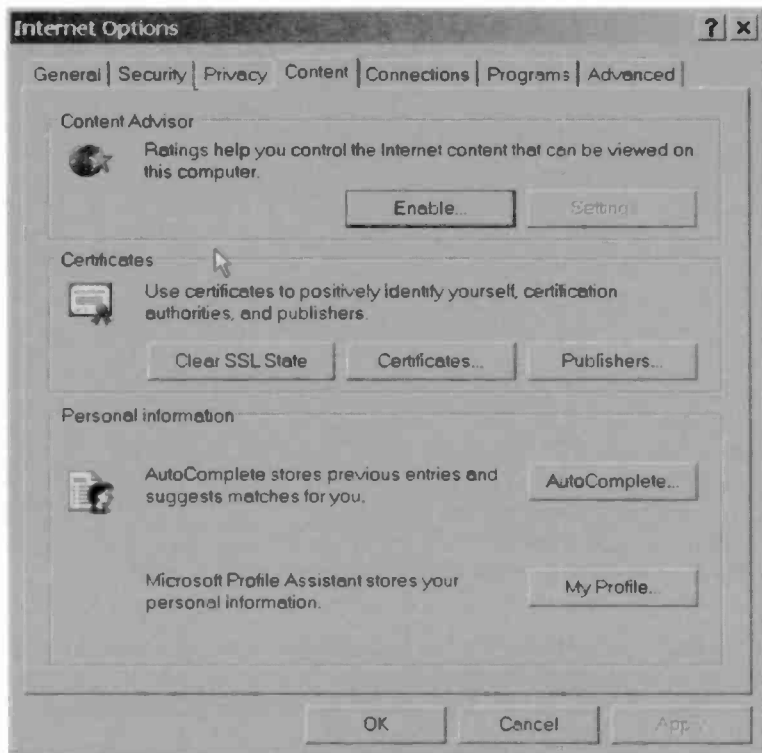 Internet Options
General Security Privacy Content Connections Programs Advanced
Content Advisor
Ratings help you control the Internet content that can be viewed on
this computer.
Enable...
Certificates
Use certificates to positively identify yourself, certification
authorities, and publishers.
Clear SSL State Certificates... Publishers...
Personal information
AutoComplete stores previous entries and
suggests matches for you.
AutoComplete...
Microsoft Profile Assistant stores your
personal information.
My Profile...
OK Cancel